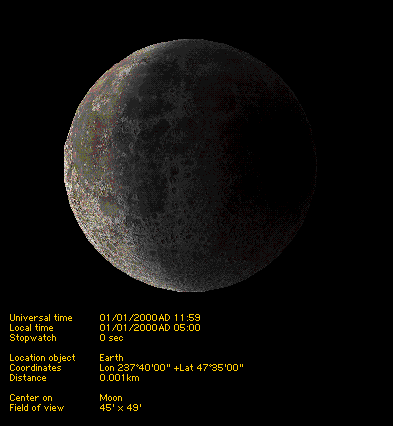 Universal time 01/01/2000AD 11:59
Local time 01/01/2000AD 05:00
Stopwatch 0 sec
Location object Earth
Coordinates Lon 237°40'00" +Lat 47°35'00"
Distance 0.001km
Center on Moon
Field of view 45' x 49'